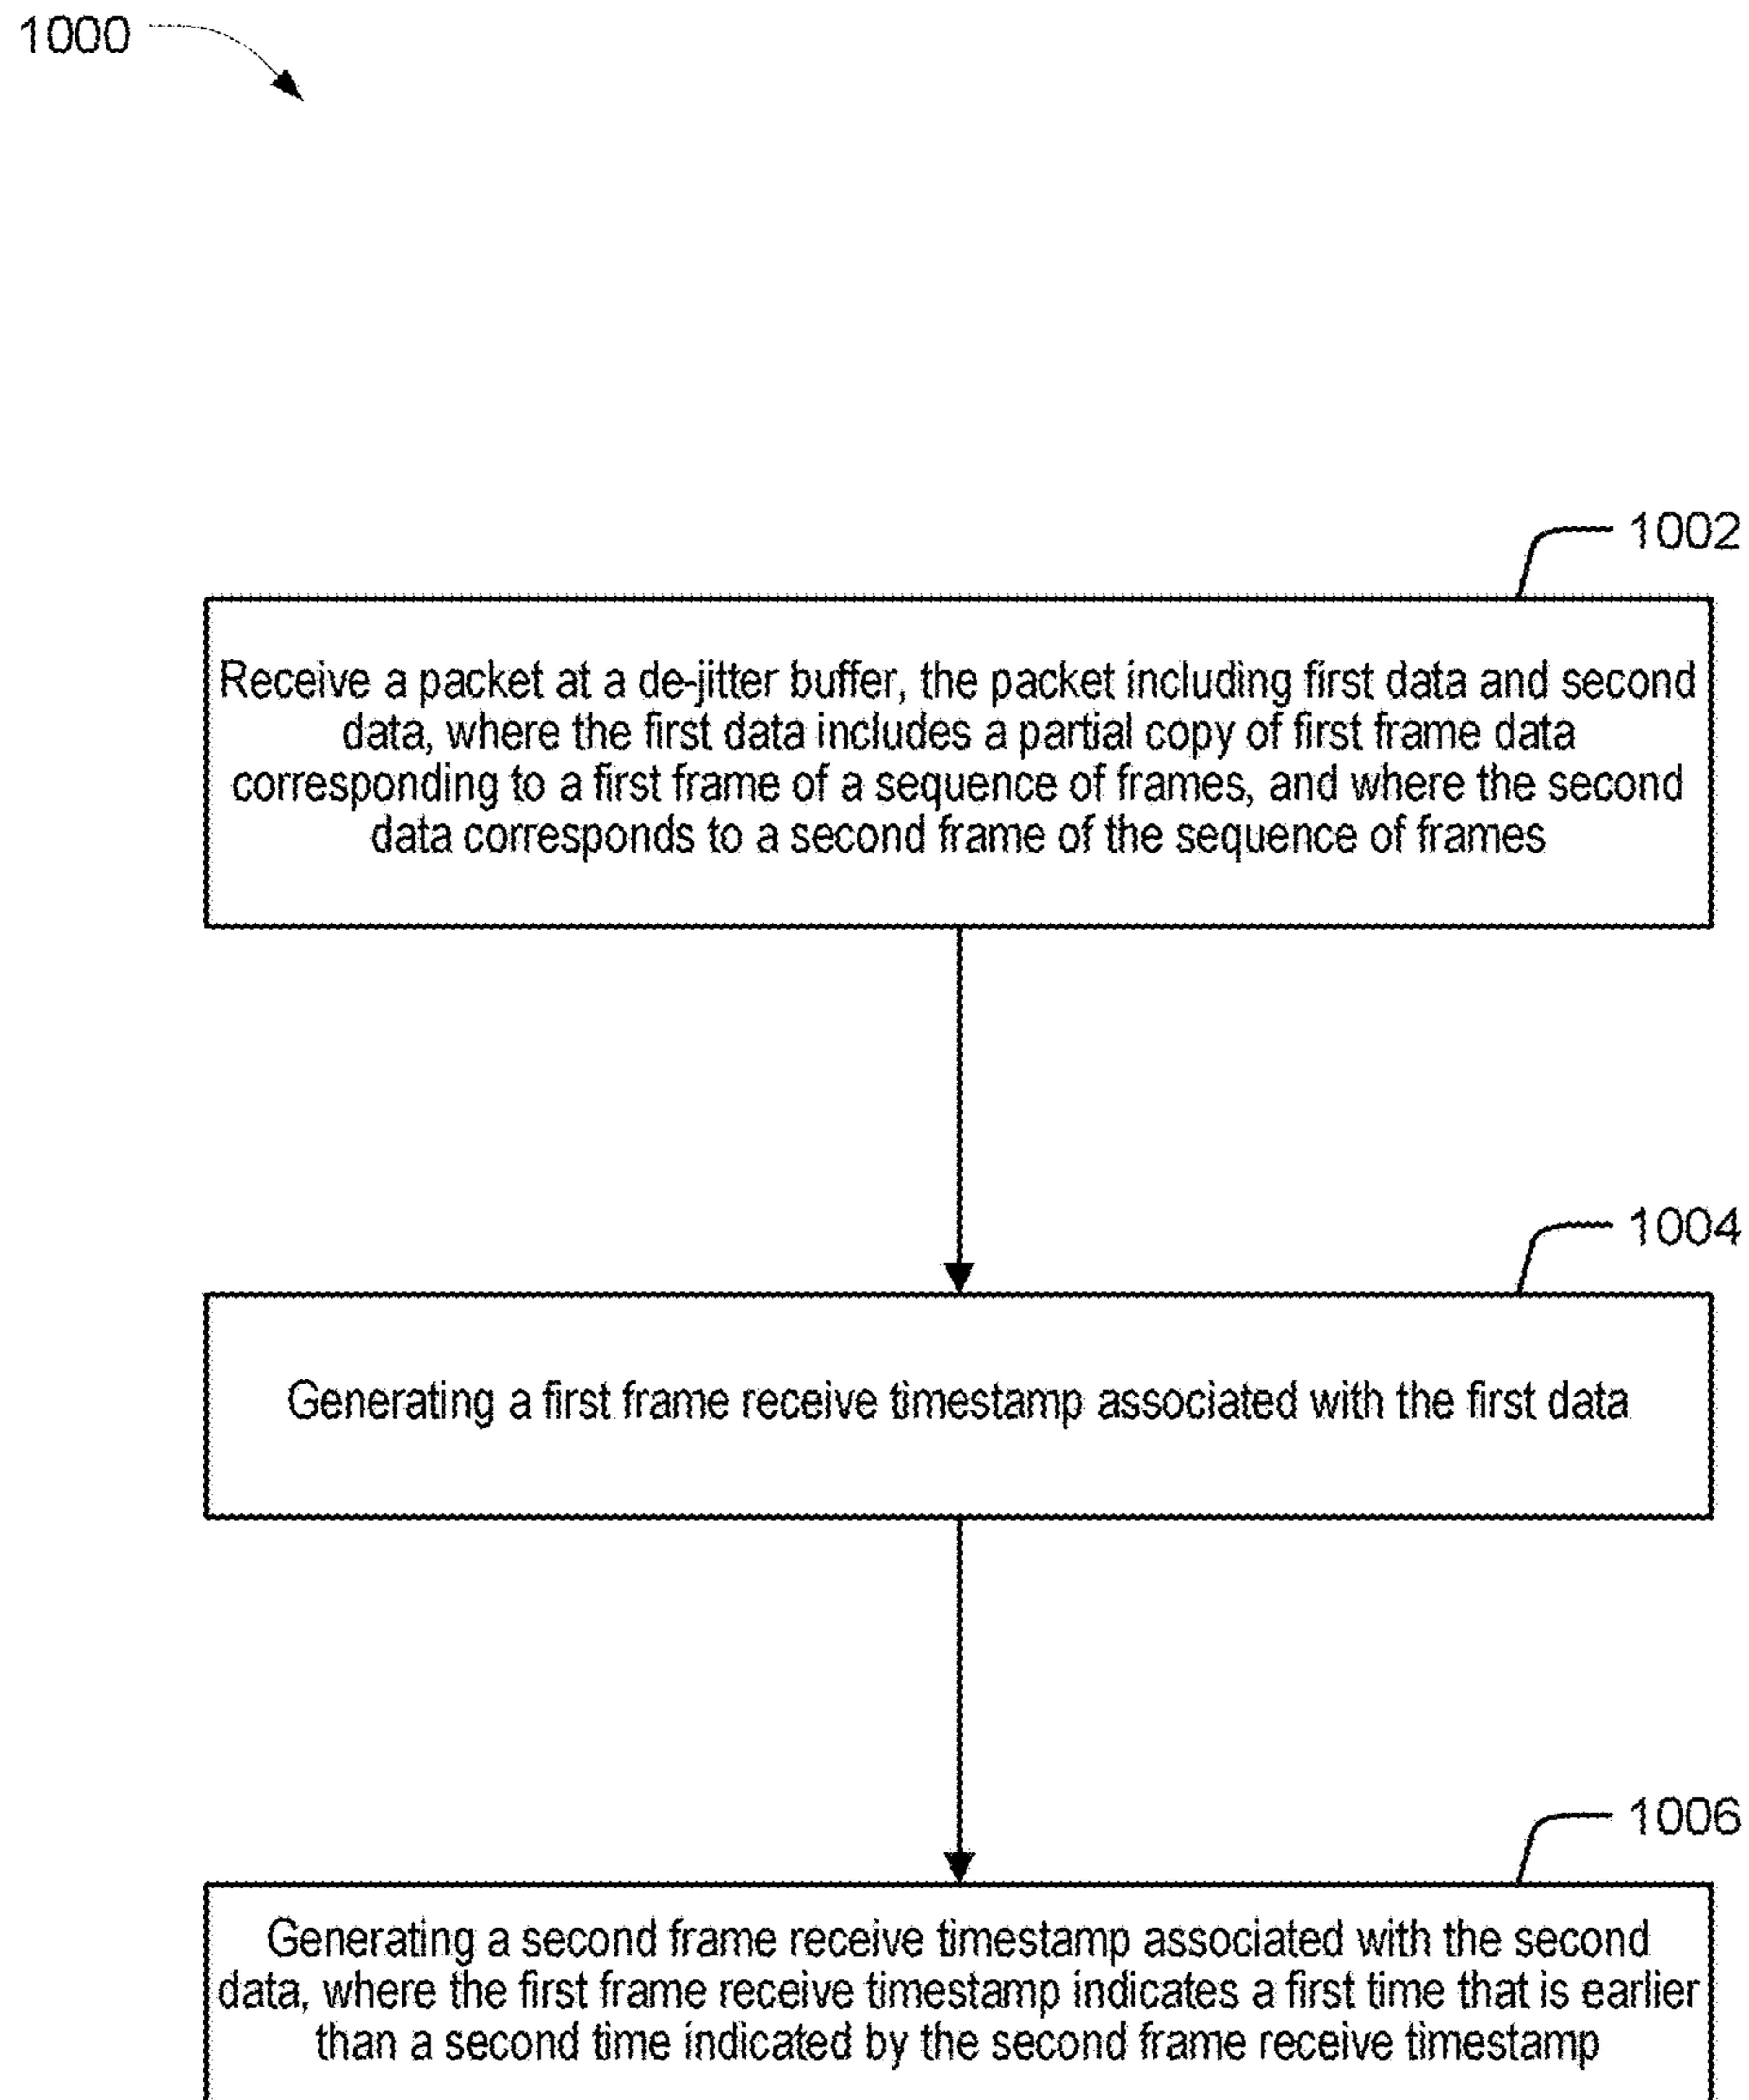 1000
1002
Receive a packet at a de-jitter buffer, the packet including first data and second
data, where the first data includes a partial copy of first frame data
corresponding to a first frame of a sequence of frames, and where the second
data corresponds to a second frame of the sequence of frames
1004
Generating a first frame receive timestamp associated with the first data
1006
Generating a second frame receive timestamp associated with the second
data, where the first frame receive timestamp indicates a first time that is earlier
than a second time indicated by the second frame receive timestamp